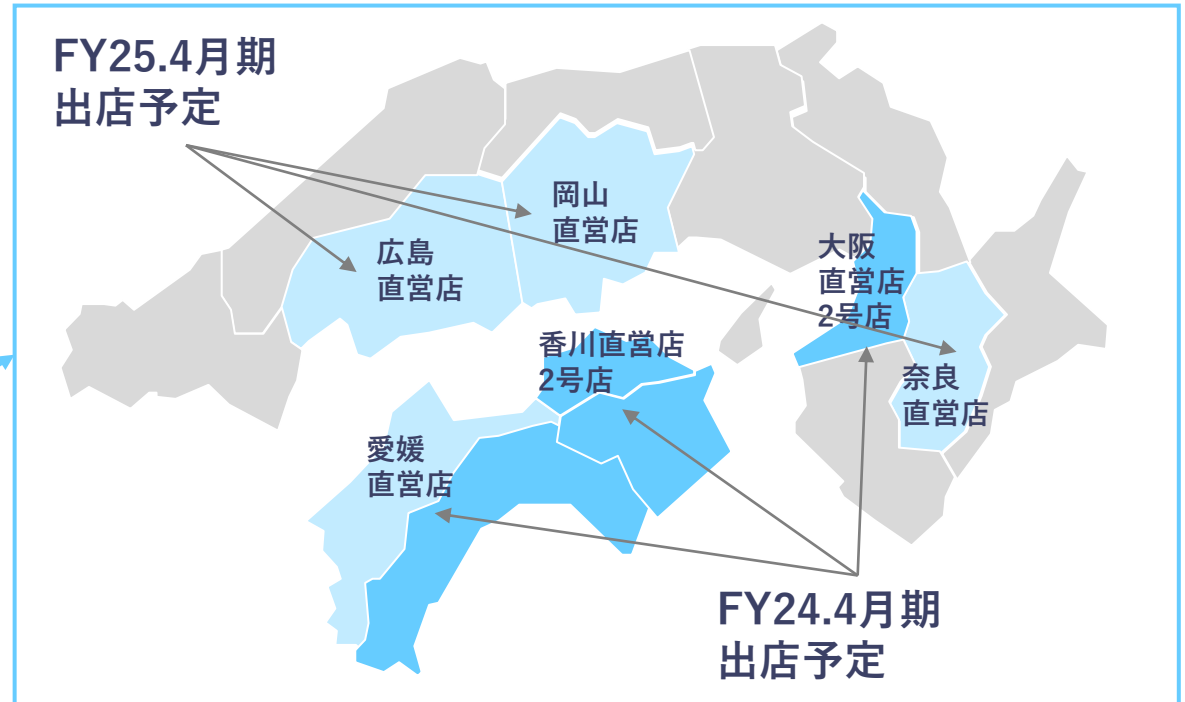 FY25.4月期
出店予定
岡山
直営店
広島
直営店
大阪
直営店
2号店
香川直営店
2号店
奈良
直営店
愛媛
直営店
FY24.4月期
出店予定